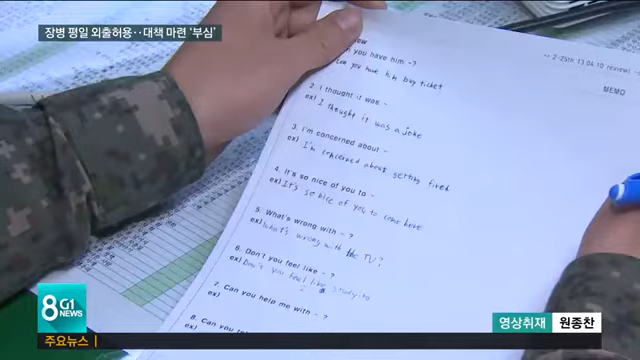 장병 평일 외출허용‥대책 마련 '부심'
2-25th 13.04.10 review
MEMO
you have him -?
you have him buy ticket
2. I thought it was -
ex) I thought it was a joke
3. I'm concerned about -
ex) I'm concerned about getting fired
4. It's so nice of you to -
ex) It's so nice of you to come here
5. What's wrong with - ?
ex) What's wrong with the TV?
6. Don't you feel like - ?
ex) Don't you feel like studying
7. Can you help me with - ?
ex)
8. Can you
ex)
8 G1 NEWS
영상취재 원종찬
주요뉴스